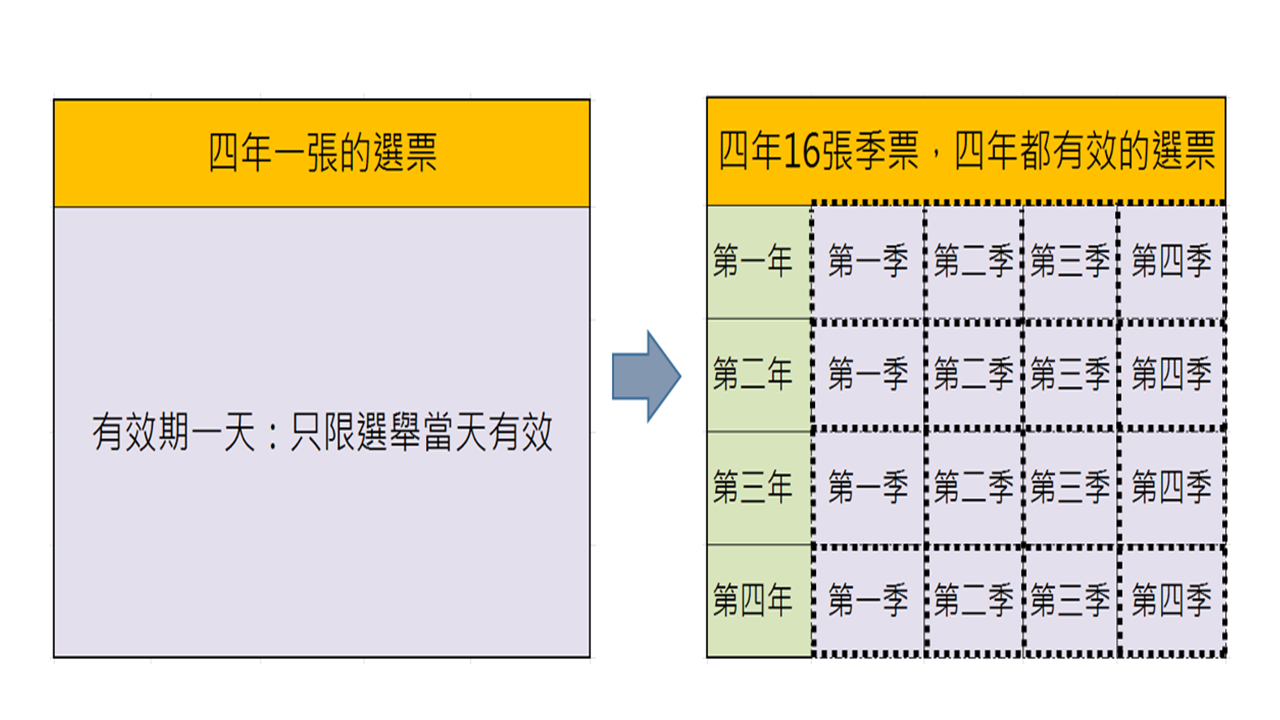 四年一張的選票
有效期一天：只限選舉當天有效
四年16張季票，四年都有效的選票
第一年 第一季 第二季 第三季 第四季
第二年 第一季 第二季 第三季 第四季
第三年 第一季 第二季 第三季 第四季
第四年 第一季 第二季 第三季 第四季